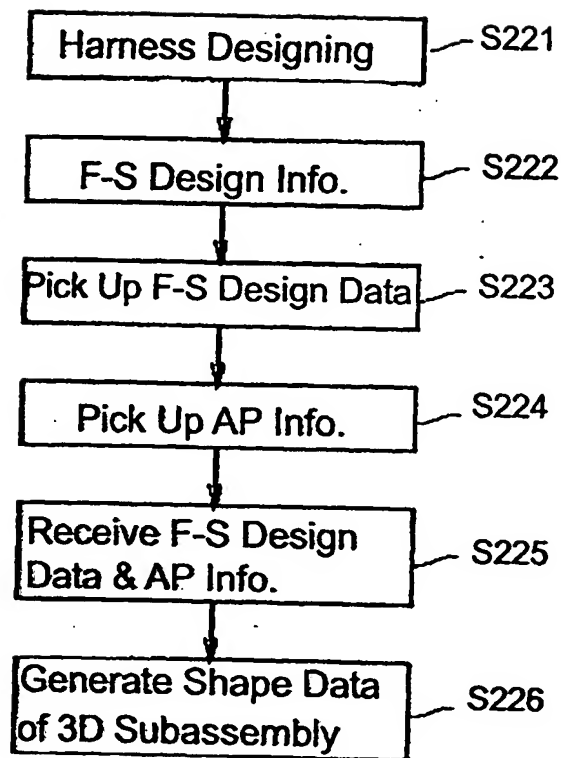 Harness Designing
S221
F-S Design Info.
S222
Pick Up F-S Design Data
S223
Pick Up AP Info.
S224
Receive F-S Design
Data & AP Info.
S225
Generate Shape Data
of 3D Subassembly
S226